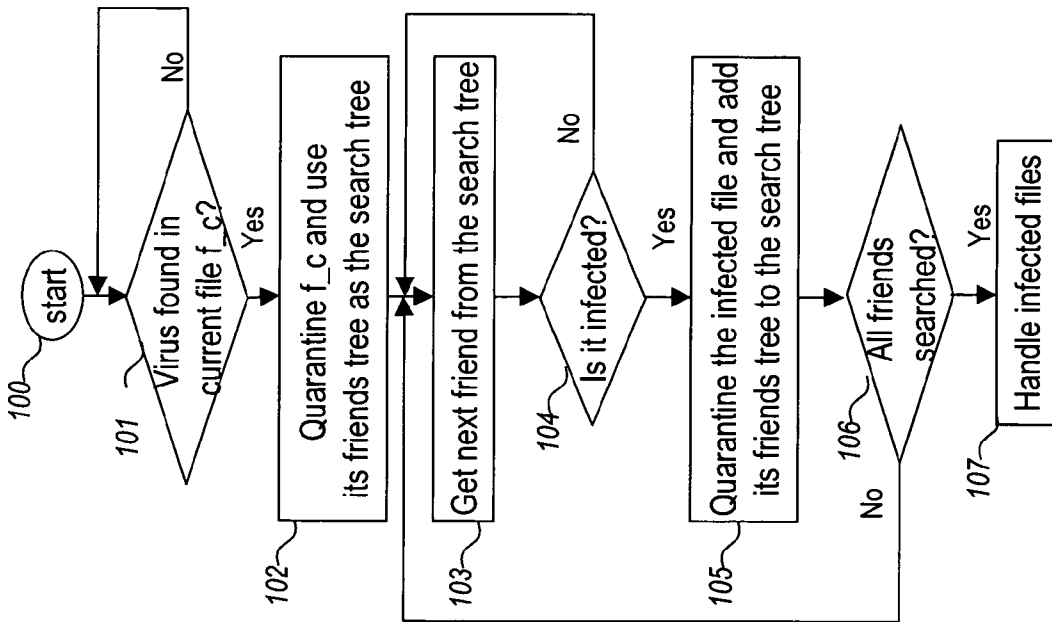 100
start
101
Virus found in
current file f_c?
No
Yes
102
Quarantine f_c and use
its friends tree as the search tree
103
Get next friend from the search tree
104
Is it infected?
No
Yes
105
Quarantine the infected file and add
its friends tree to the search tree
106
All friends
searched?
No
Yes
107
Handle infected files